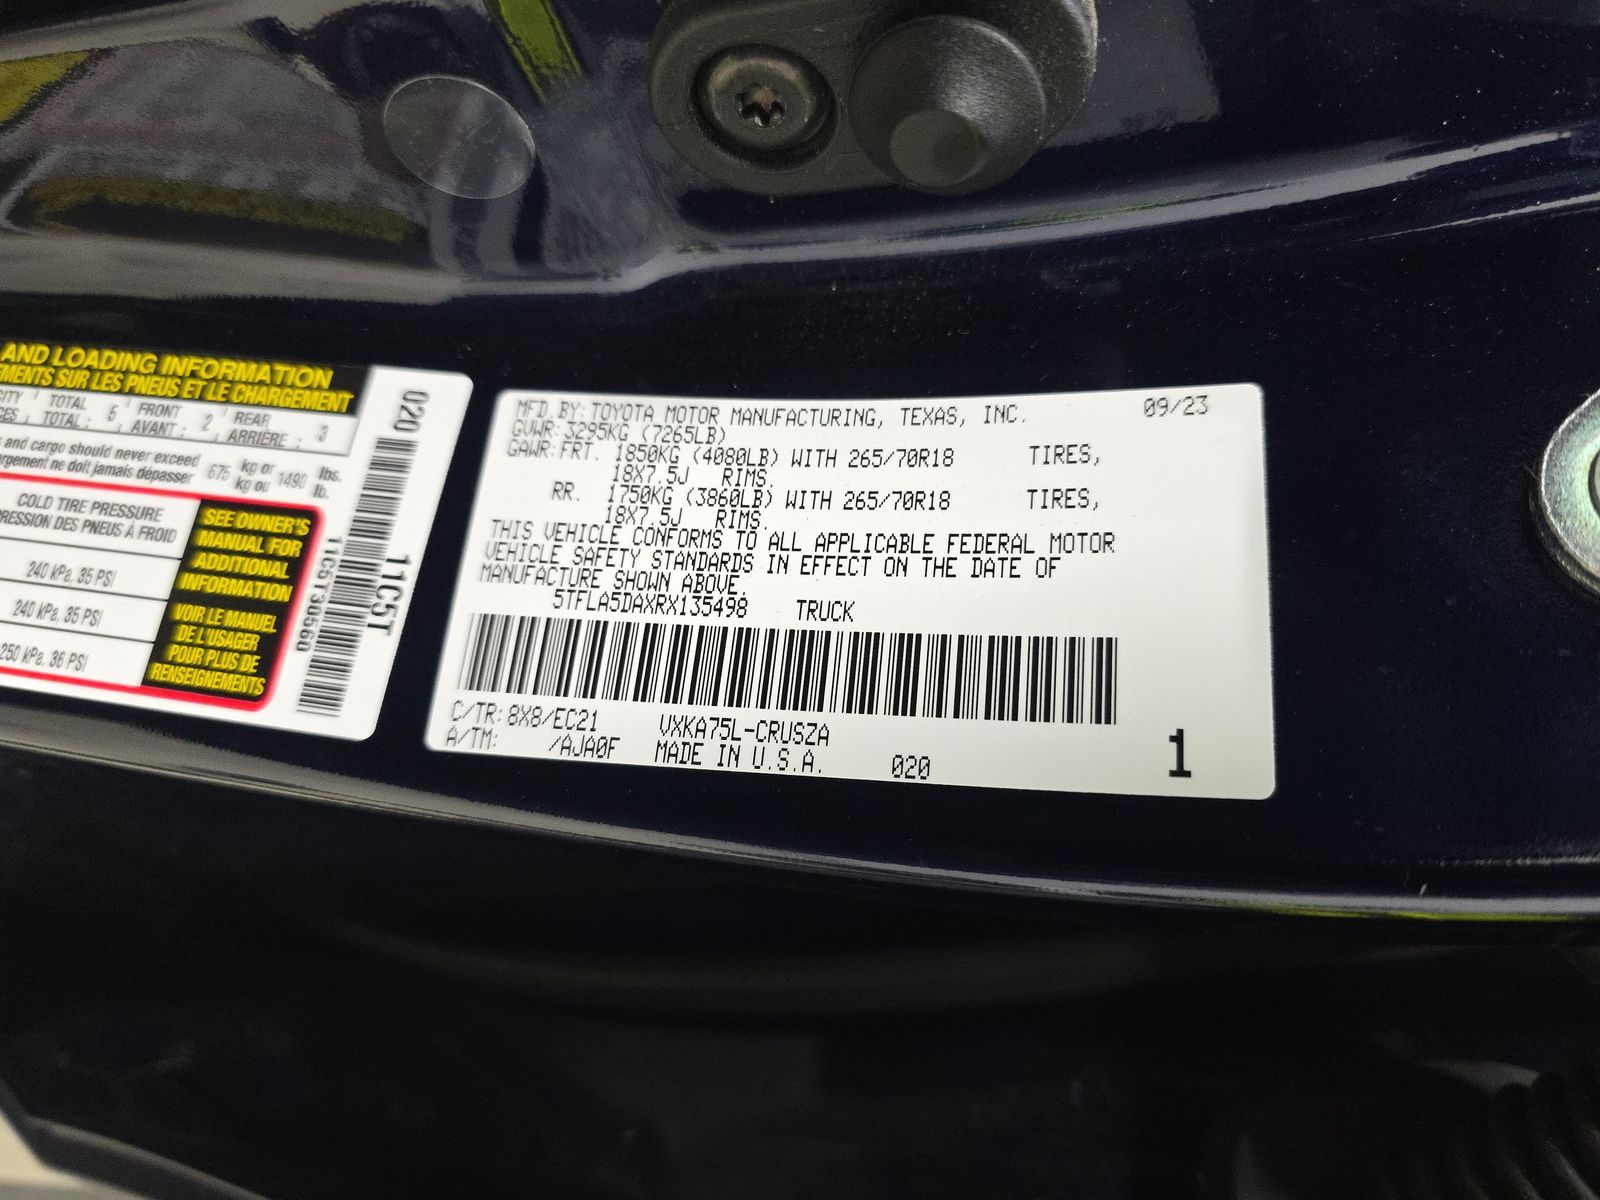 AND LOADING INFORMATION
EMENTS SUR LES PNEUS ET LE CHARGEMENT
CITY TOTAL 5 FRONT 2 REAR 3
CES TOTAL : AVANT : ARRIÈRE :
s and cargo should never exceed 675 kg or 1490 lbs.
argement ne doit jamais dépasser kg ou lb.
COLD TIRE PRESSURE
PRESSION DES PNEUS À FROID
240 kPa, 35 PSI
240 kPa, 35 PSI
250 kPa, 36 PSI
SEE OWNER'S
MANUAL FOR
ADDITIONAL
INFORMATION
VOIR LE MANUEL
DE L'USAGER
POUR PLUS DE
RENSEIGNEMENTS
020
11C5T
11C5T30560
MFD. BY: TOYOTA MOTOR MANUFACTURING, TEXAS, INC. 09/23
GVWR: 3295KG (7265LB)
GAWR: FRT. 1850KG (4080LB) WITH 265/70R18 TIRES,
18X7.5J RIMS.
RR. 1750KG (3860LB) WITH 265/70R18 TIRES,
18X7.5J RIMS.
THIS VEHICLE CONFORMS TO ALL APPLICABLE FEDERAL MOTOR
VEHICLE SAFETY STANDARDS IN EFFECT ON THE DATE OF
MANUFACTURE SHOWN ABOVE.
5TFLA5DAXRX135498 TRUCK
C/TR: 8X8/EC21 VXKA75L-CRUSZA
A/TM: /AJA0F MADE IN U.S.A. 020
1